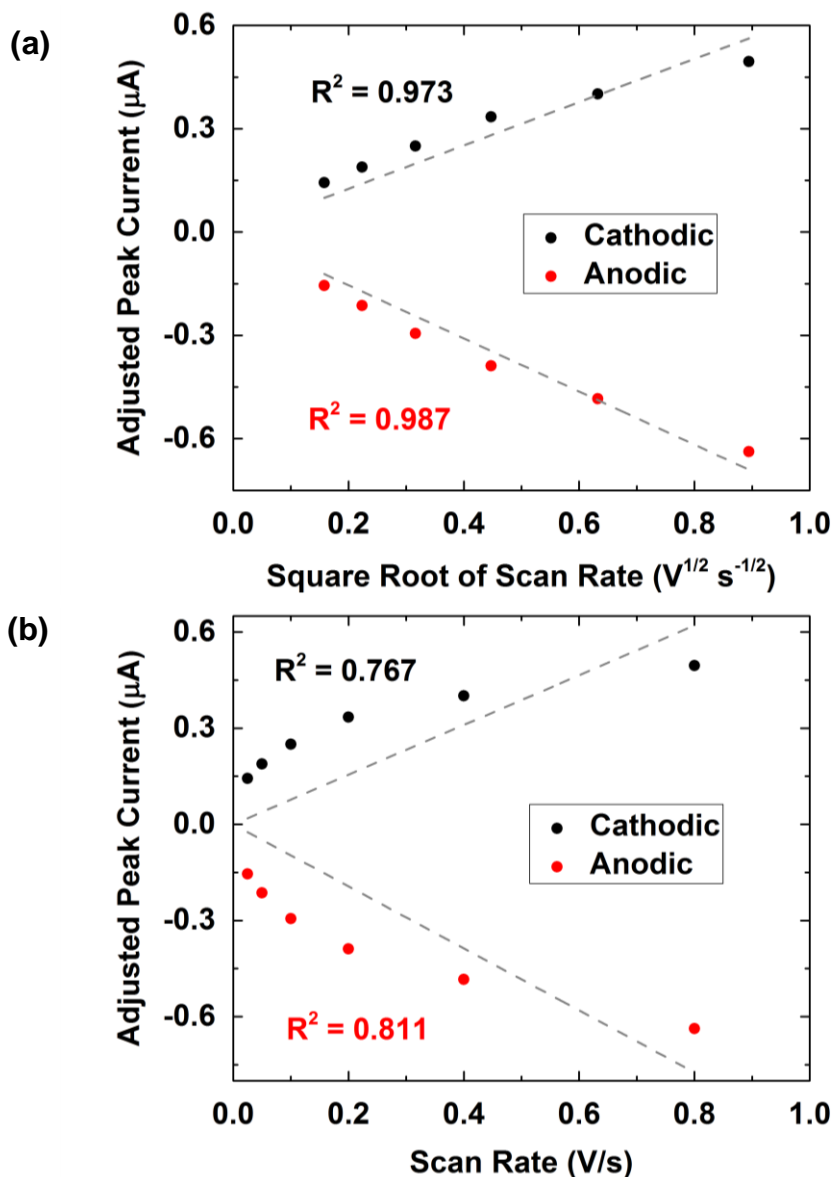 (a)
Adjusted Peak Current (μA)
0.6
0.3
0.0
-0.3
-0.6
R² = 0.973
Cathodic
Anodic
R² = 0.987
0.0 0.2 0.4 0.6 0.8 1.0
Square Root of Scan Rate (V^1/2 s^-1/2)
(b)
Adjusted Peak Current (μA)
0.6
0.3
0.0
-0.3
-0.6
R² = 0.767
Cathodic
Anodic
R² = 0.811
0.0 0.2 0.4 0.6 0.8 1.0
Scan Rate (V/s)